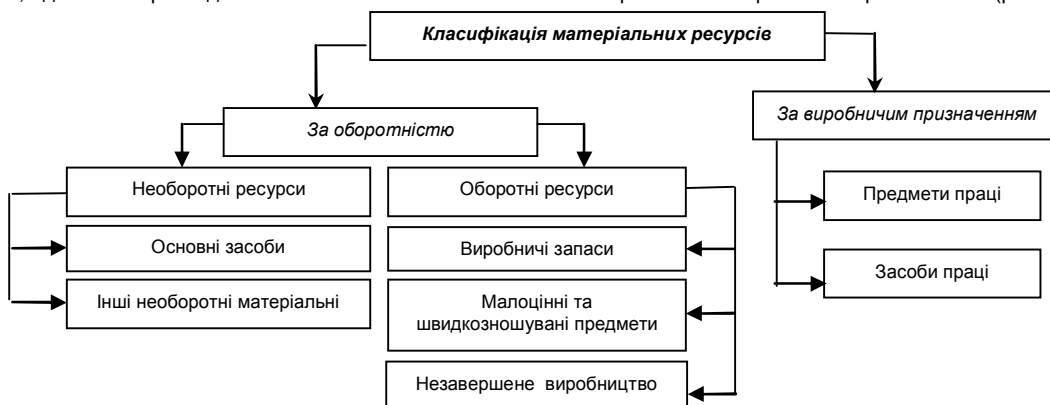 Класифікація матеріальних ресурсів
За оборотністю
За виробничим призначенням
Необоротні ресурси
Оборотні ресурси
Предмети праці
Основні засоби
Виробничі запаси
Засоби праці
Інші необоротні матеріальні
Малоцінні та
швидкозношувані предмети
Незавершене виробництво